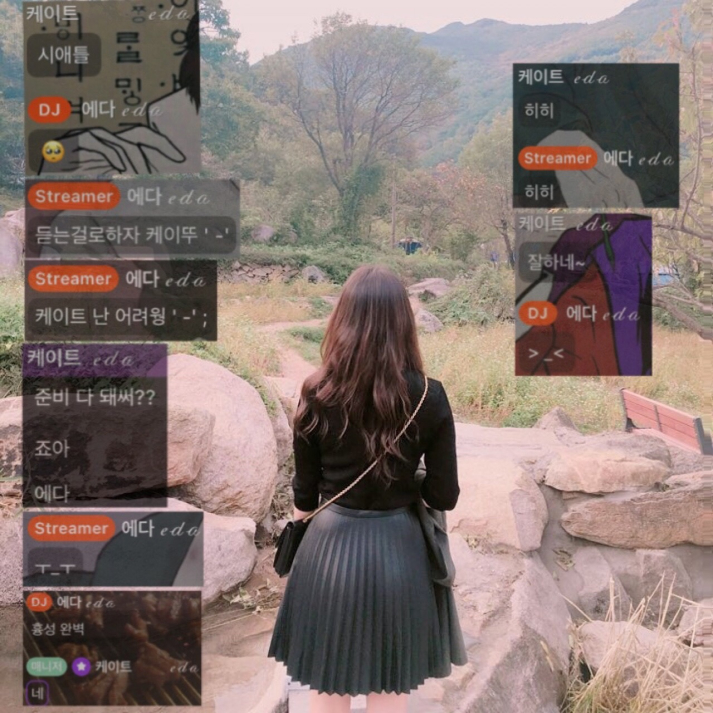 케이트 eda
시애틀
DJ 에다 eda
Streamer 에다 eda
듣는걸로하자 케이뚜 ' -'
Streamer 에다 eda
케이트 난 어려웡 ' -' ;
케이트 eda
준비 다 돼써??
죠아
에다
Streamer 에다 eda
ㅜ_ㅜ
DJ 에다 eda
흉성 완벽
매니저 케이트 eda
네
케이트 eda
히히
Streamer 에다 eda
히히
케이트 eda
잘하네~
DJ 에다 eda
>_<